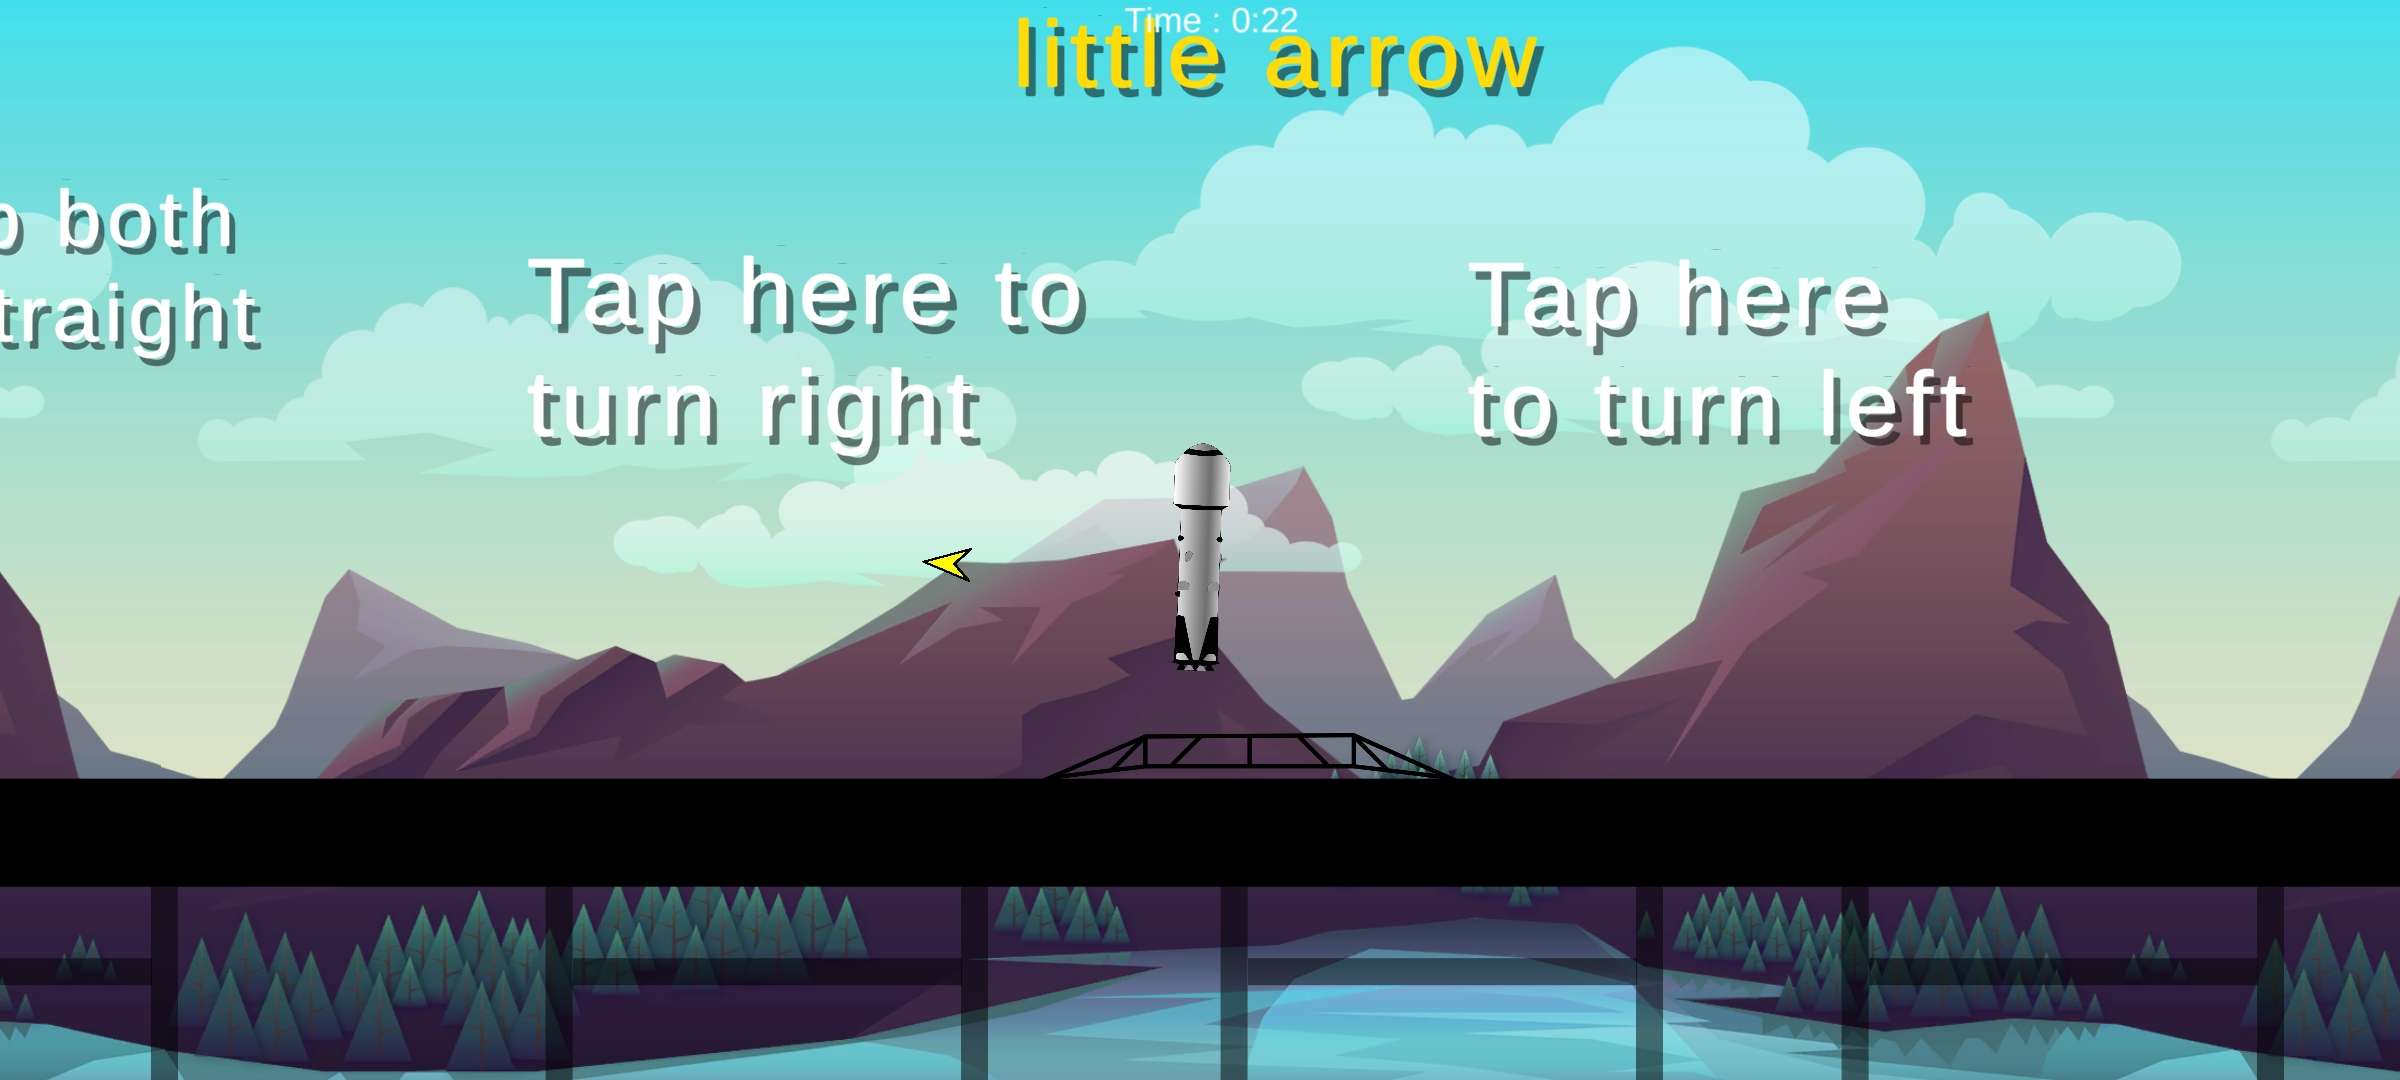 Time : 0:22
little arrow
both
traight
Tap here to
turn right
Tap here
to turn left